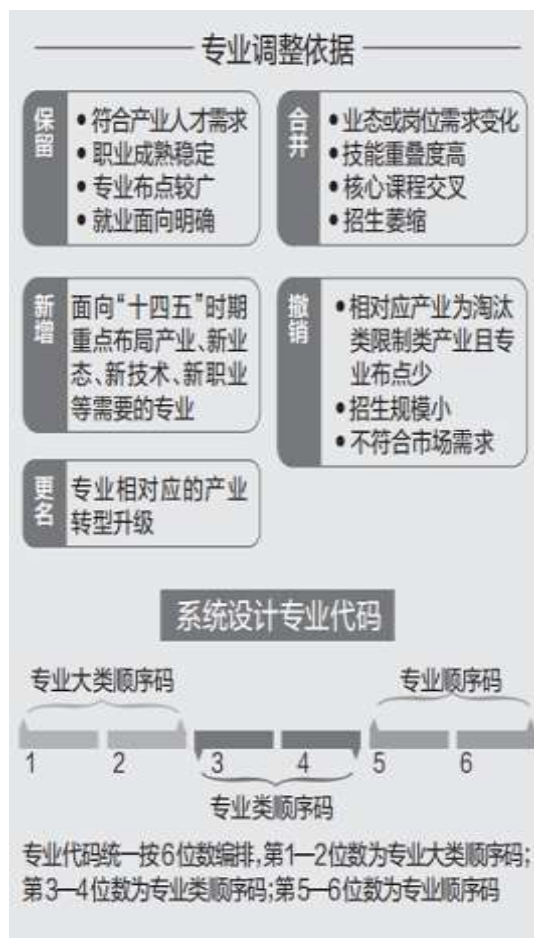 专业调整依据
保留
• 符合产业人才需求
• 职业成熟稳定
• 专业布点较广
• 就业面向明确
合并
• 业态或岗位需求变化
• 技能重叠度高
• 核心课程交叉
• 招生萎缩
新增
面向“十四五”时期
重点布局产业、新业
态、新技术、新职业
等需要的专业
撤销
• 相对应产业为淘汰
类限制类产业且专
业布点少
• 招生规模小
• 不符合市场需求
更名
专业相对应的产业
转型升级
系统设计专业代码
专业大类顺序码
专业顺序码
1 2 3 4 5 6
专业类顺序码
专业代码统一按6位数编排,第1—2位数为专业大类顺序码;
第3—4位数为专业类顺序码;第5—6位数为专业顺序码